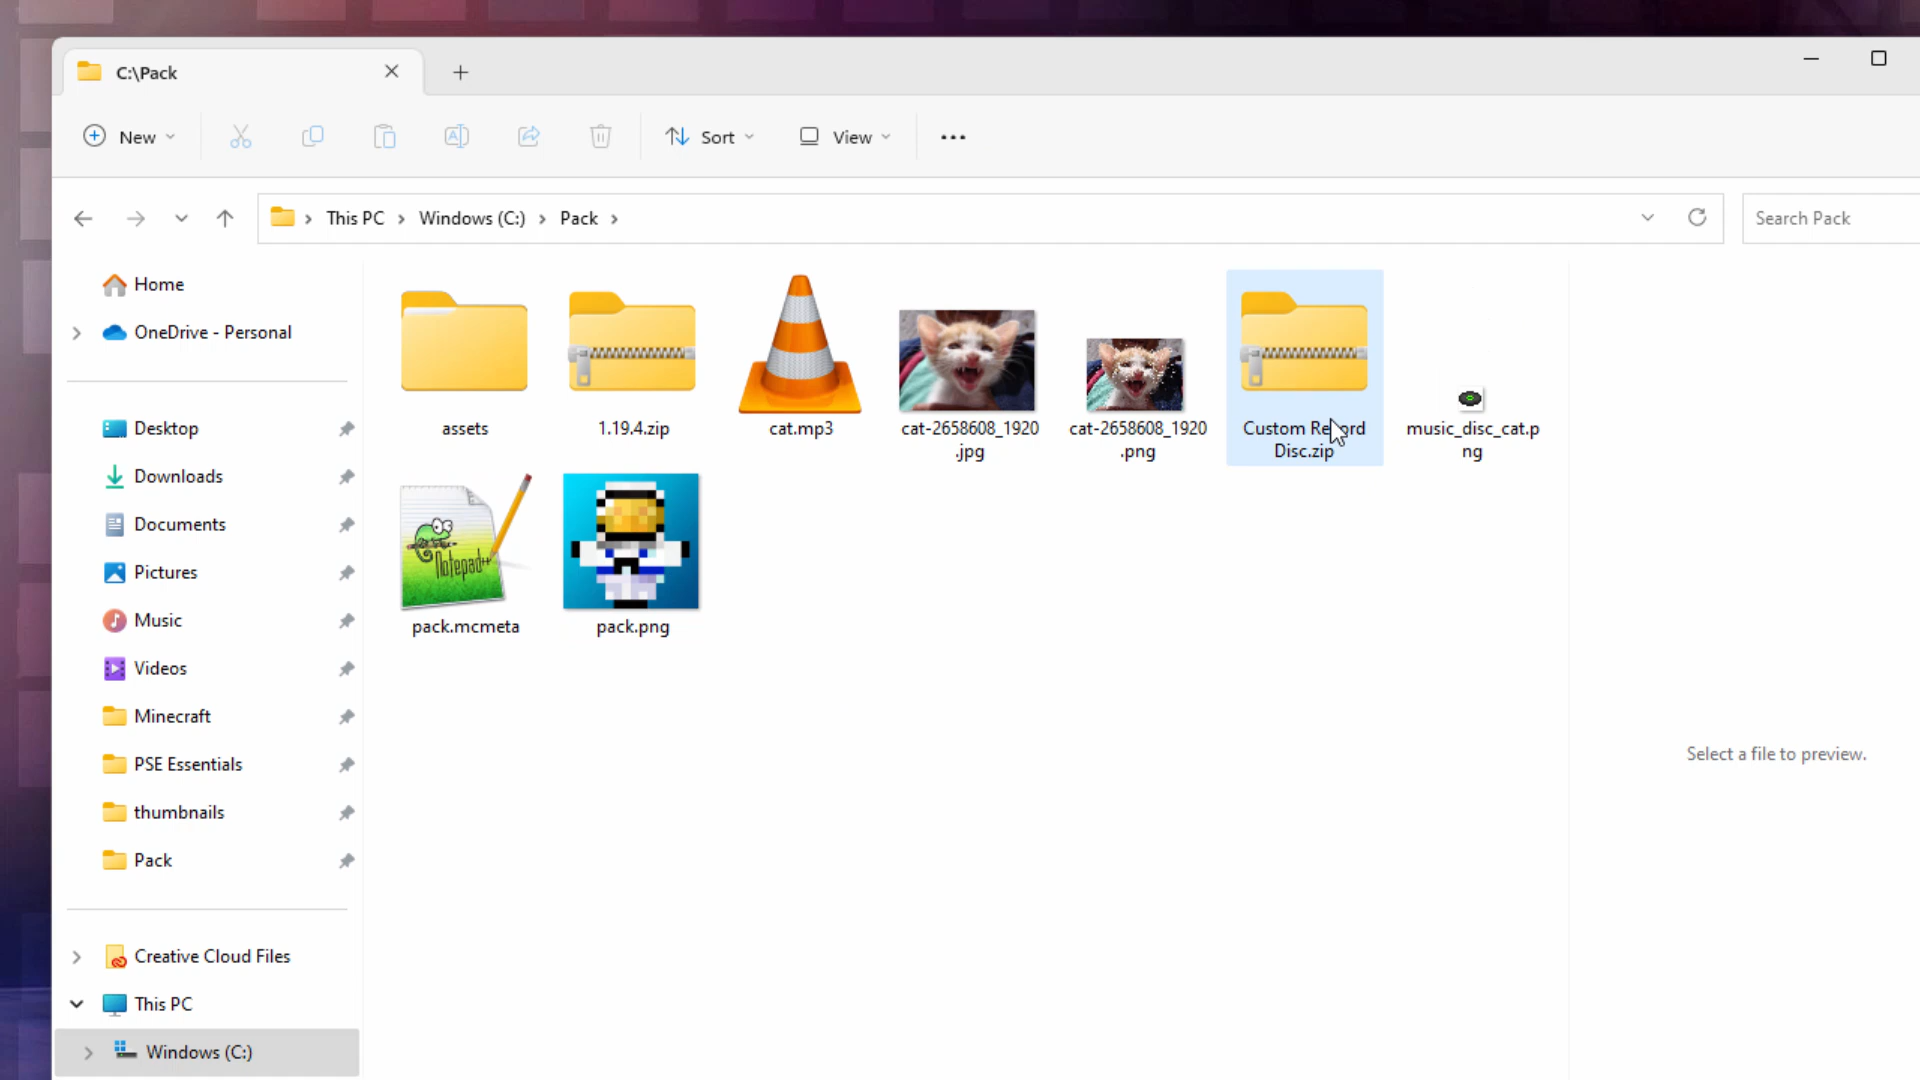 C:\Pack
New
Sort
View
This PC
Windows (C:)
Pack
Search Pack
Home
OneDrive - Personal
Desktop
Downloads
Documents
Pictures
Music
Videos
Minecraft
PSE Essentials
thumbnails
Pack
Creative Cloud Files
This PC
Windows (C:)
assets
1.19.4.zip
cat.mp3
cat-2658608_1920
.jpg
cat-2658608_1920
.png
Custom Record
Disc.zip
music_disc_cat.p
ng
Notepad++
pack.mcmeta
pack.png
Select a file to preview.